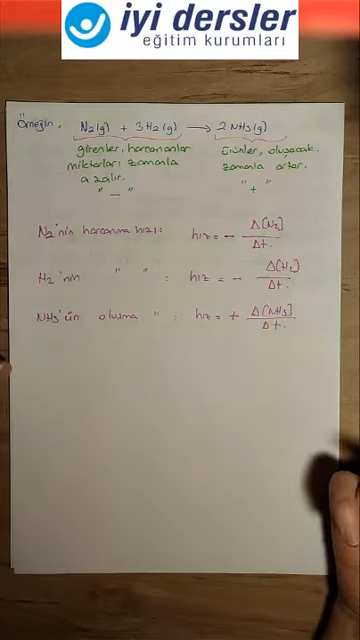 iyi dersler
eğitim kurumları
Örneğin, N₂(g) + 3H₂(g) → 2NH₃(g)
girenler, harcananlar
miktarları zamanla
azalır.
" — "
Ürünler, oluşacak.
zamanla artar.
" + "
N₂'nin harcanma hızı: hız = - Δ[N₂] / Δt.
H₂'nin " " : hız = - Δ[H₂] / Δt.
NH₃'ün oluşma " : hız = + Δ[NH₃] / Δt.